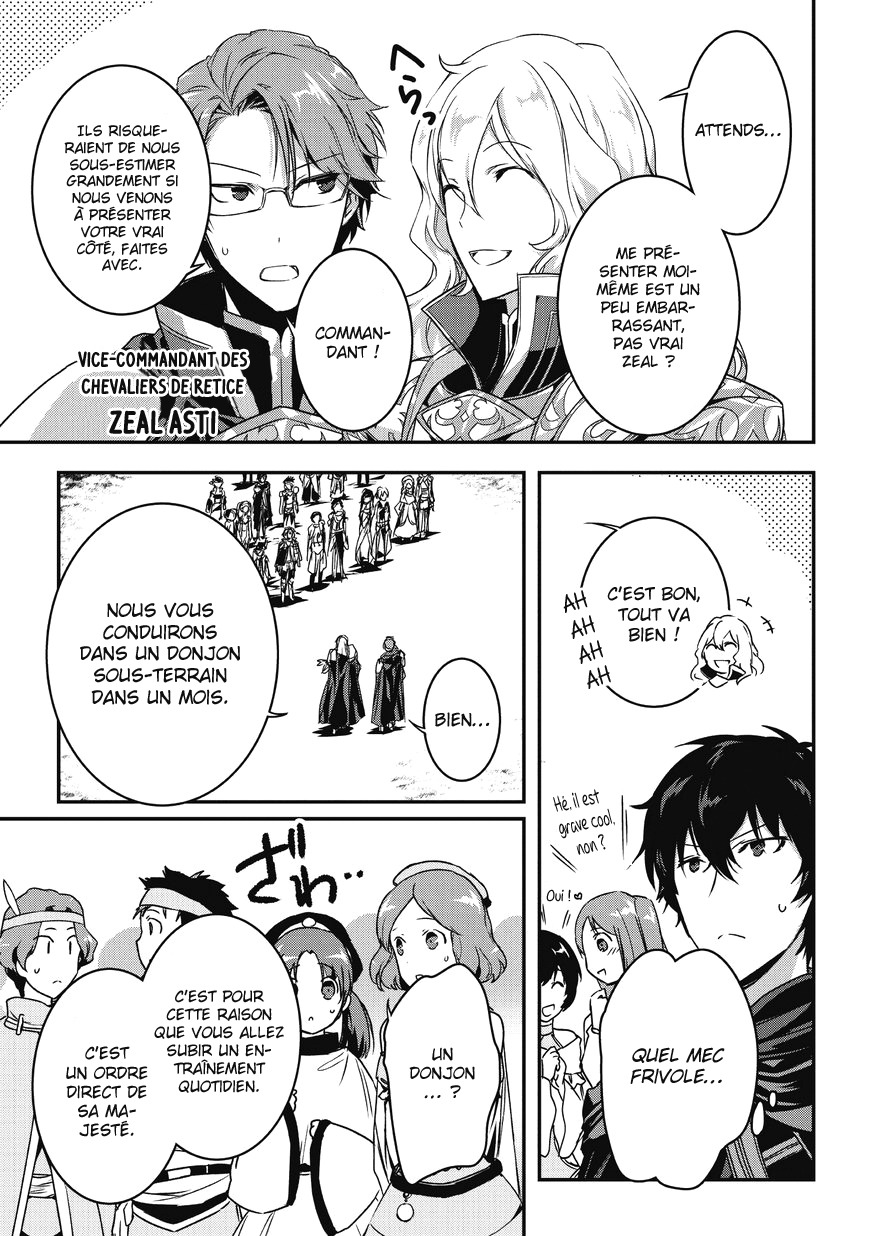 ATTENDS...
ME PRÉ-
SENTER MOI-
MÊME EST UN
PEU EMBAR-
RASSANT,
PAS VRAI
ZEAL ?
COMMAN-
DANT !
ILS RISQUE-
RAIENT DE NOUS
SOUS-ESTIMER
GRANDEMENT SI
NOUS VENONS
À PRÉSENTER
VOTRE VRAI
CÔTÉ, FAITES
AVEC.
VICE-COMMANDANT DES
CHEVALIERS DE RETICE
ZEAL ASTI
C'EST BON,
TOUT VA
BIEN !
AH
AH
AH
AH
Hé, il est
grave cool,
non ?
Oui ! ♥
QUEL MEC
FRIVOLE...
BIEN...
NOUS VOUS
CONDUIRONS
DANS UN DONJON
SOUS-TERRAIN
DANS UN MOIS.
ざわ…
UN
DONJON
... ?
C'EST POUR
CETTE RAISON
QUE VOUS ALLEZ
SUBIR UN EN-
TRAÎNEMENT
QUOTIDIEN.
C'EST
UN ORDRE
DIRECT DE
SA MA-
JESTÉ.